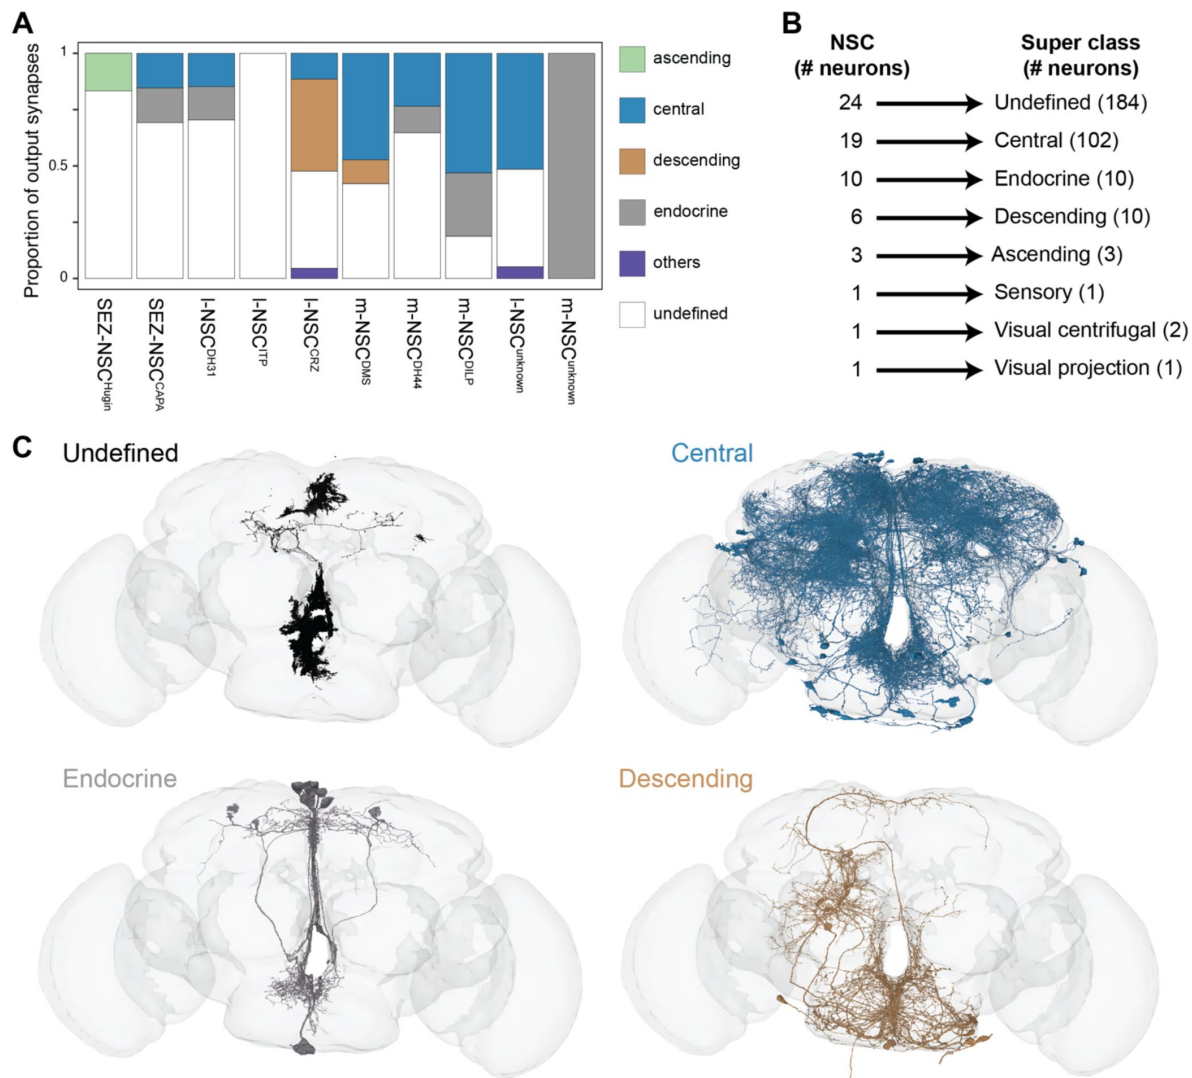 A
Proportion of output synapses
1
0.5
0
SEZ-NSCHugin
SEZ-NSCCAPA
l-NSCDH31
l-NSCITP
l-NSCCRZ
m-NSCDMS
m-NSCDH44
m-NSCDILP
l-NSCunknown
m-NSCunknown
ascending
central
descending
endocrine
others
undefined
B
NSC
(# neurons)
Super class
(# neurons)
24 Undefined (184)
19 Central (102)
10 Endocrine (10)
6 Descending (10)
3 Ascending (3)
1 Sensory (1)
1 Visual centrifugal (2)
1 Visual projection (1)
C
Undefined
Central
Endocrine
Descending